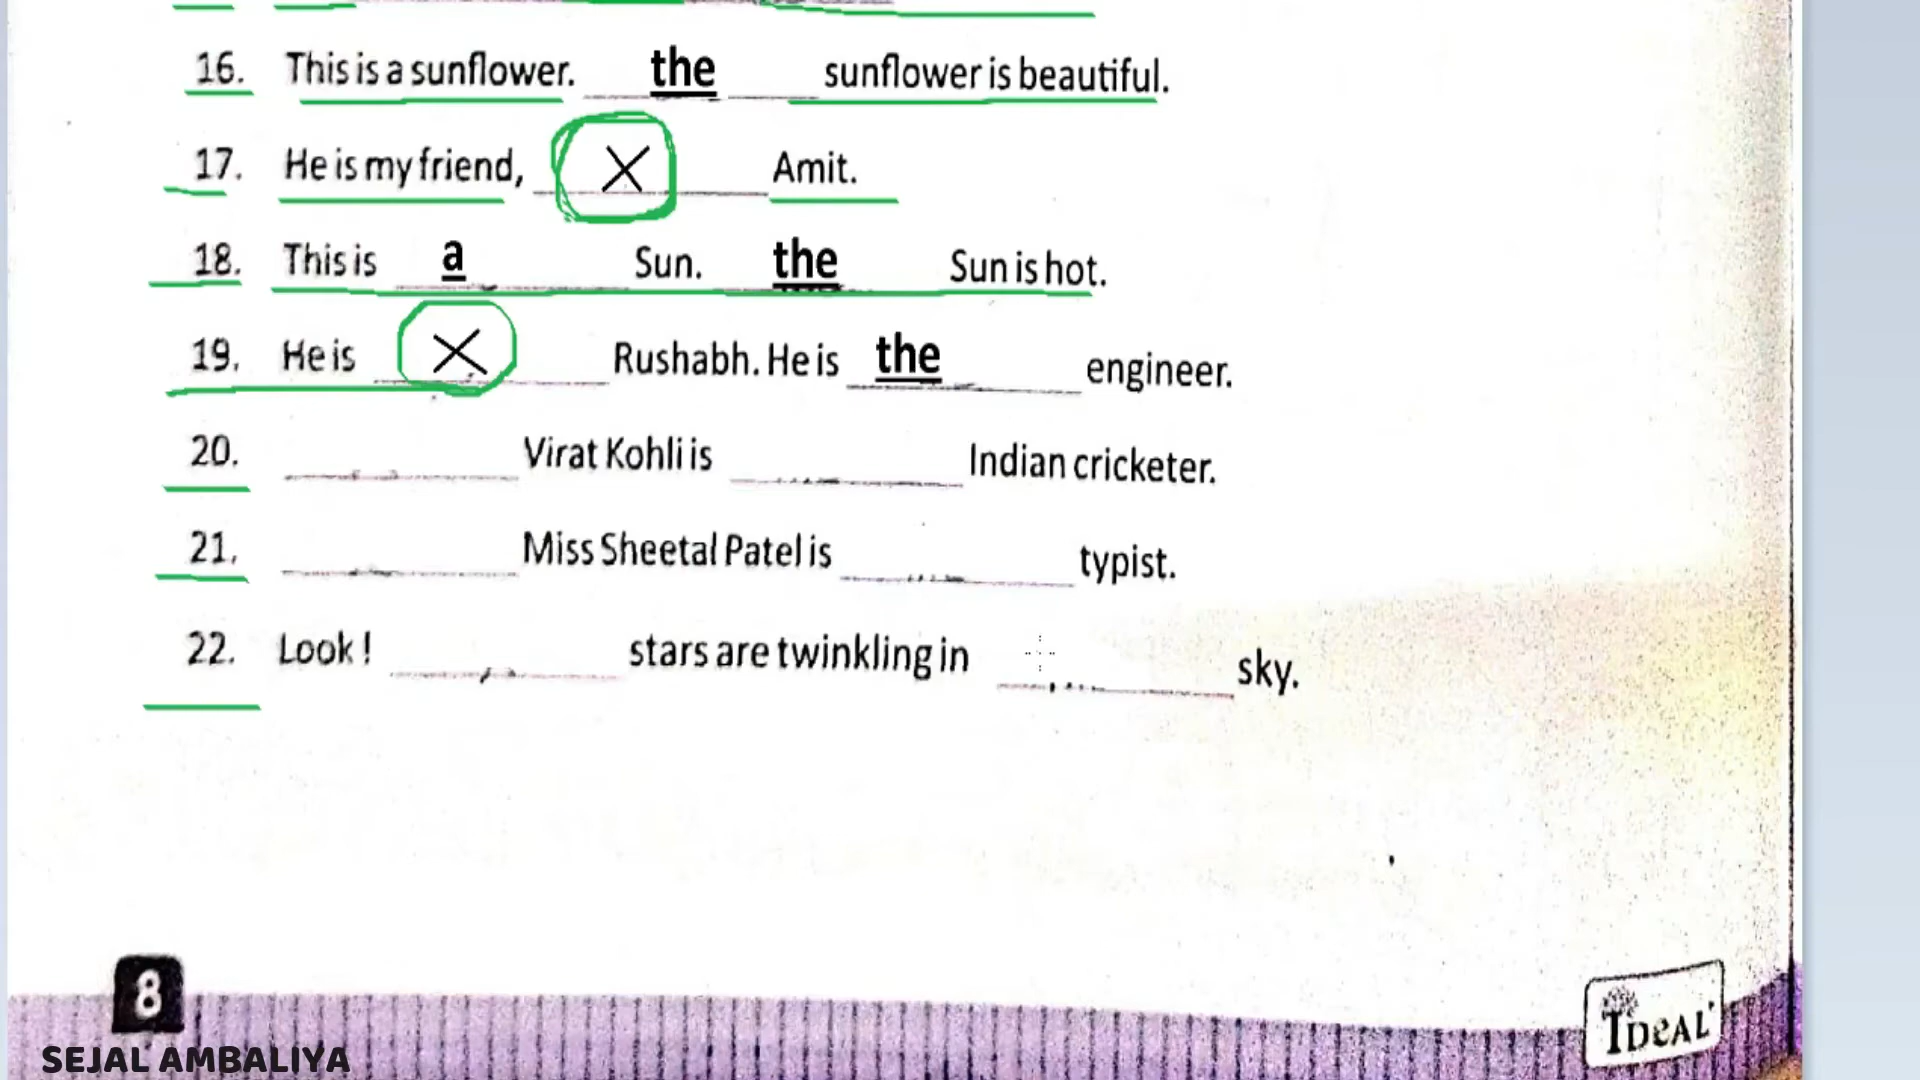 16. This is a sunflower. the sunflower is beautiful.
17. He is my friend, X Amit.
18. This is a Sun. the Sun is hot.
19. He is X Rushabh. He is the engineer.
20. Virat Kohli is Indian cricketer.
21. Miss Sheetal Patel is typist.
22. Look! stars are twinkling in sky.
8
IDeAL
SEJAL AMBALIYA